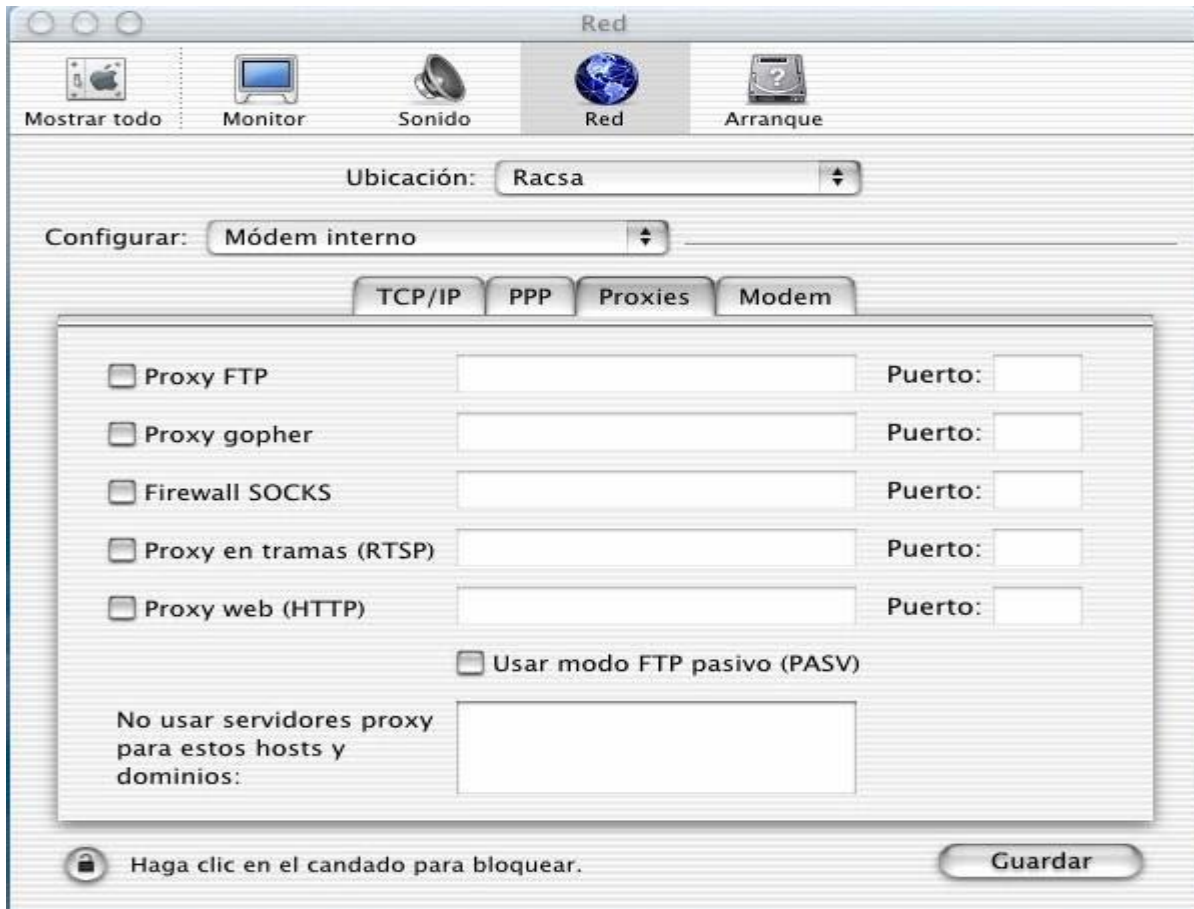 Red
Mostrar todo
Monitor
Sonido
Red
Arranque
Ubicación: Racsa
Configurar: Módem interno
TCP/IP PPP Proxies Modem
Proxy FTP Puerto:
Proxy gopher Puerto:
Firewall SOCKS Puerto:
Proxy en tramas (RTSP) Puerto:
Proxy web (HTTP) Puerto:
Usar modo FTP pasivo (PASV)
No usar servidores proxy
para estos hosts y
dominios:
Haga clic en el candado para bloquear.
Guardar